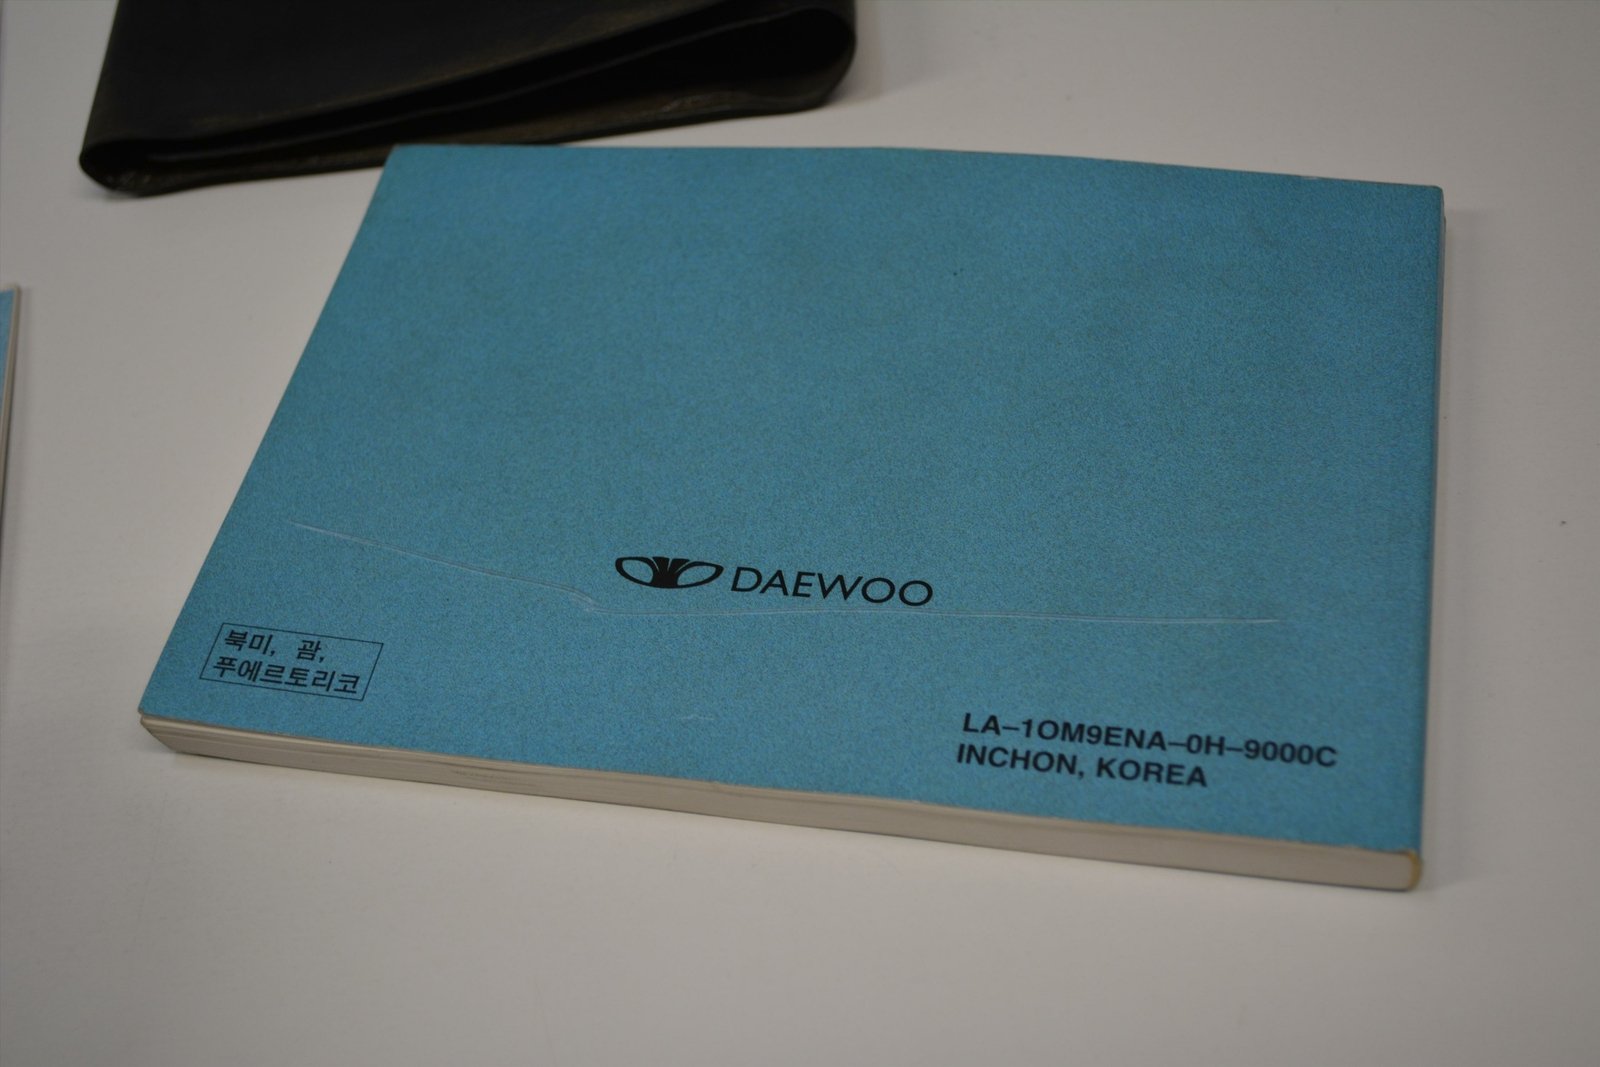 DAEWOO
북미, 괌,
푸에르토리코
LA–1OM9ENA–0H–9000C
INCHON, KOREA